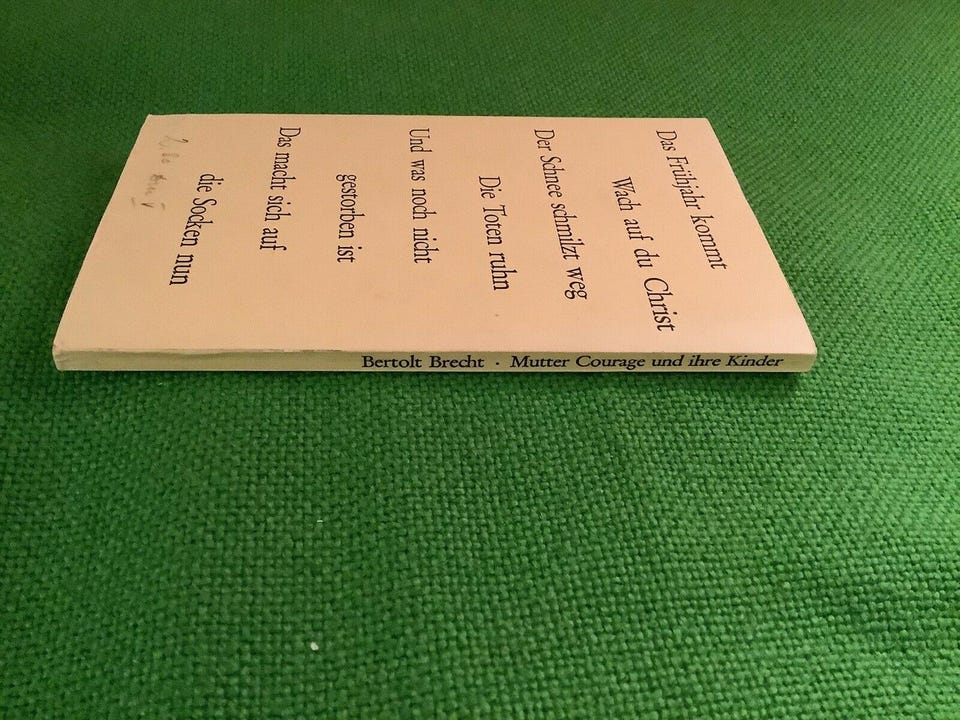 Das Frühjahr kommt
Wach auf du Christ
Der Schnee schmilzt weg
Die Toten ruhn
Und was noch nicht
gestorben ist
Das macht sich auf
die Socken nun
Bertolt Brecht · Mutter Courage und ihre Kinder